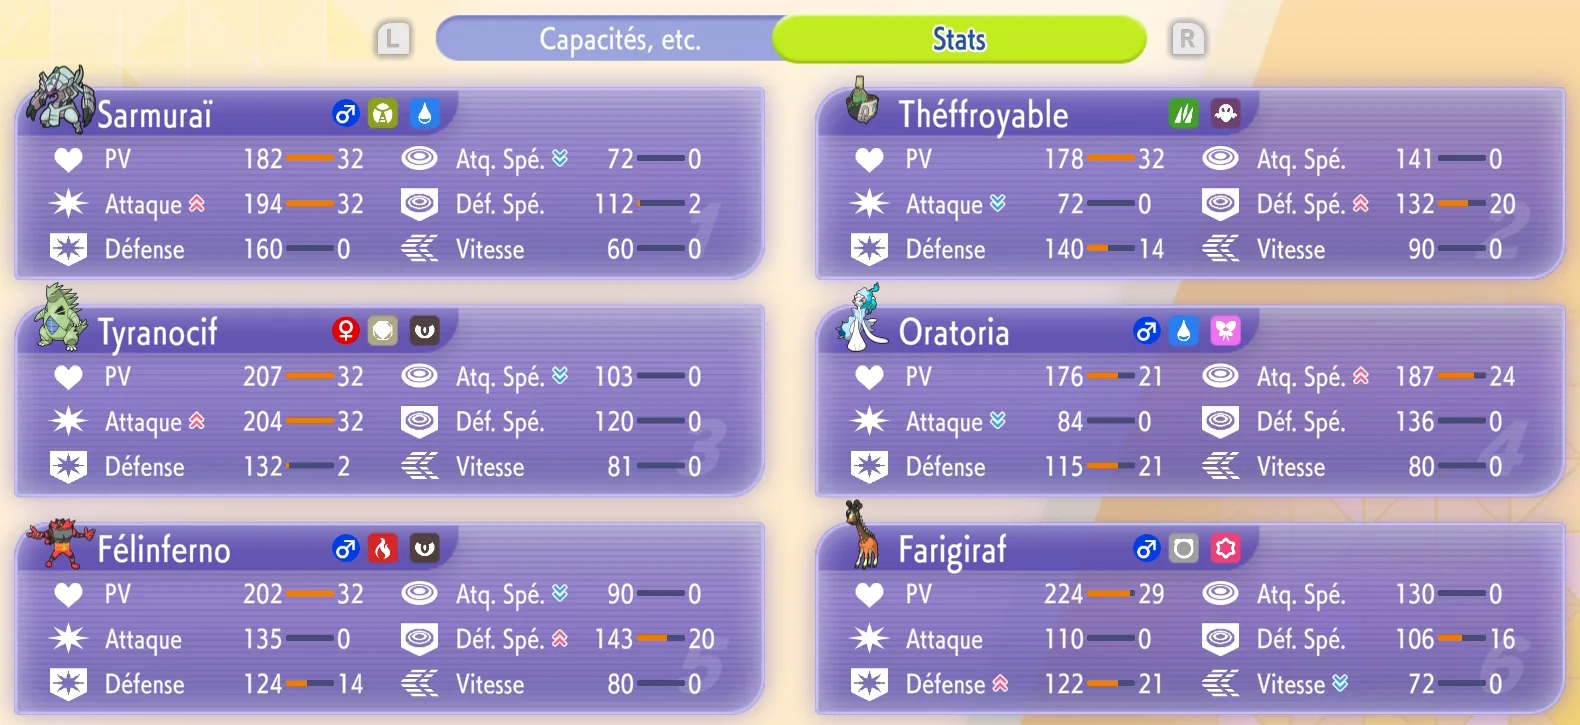 L Capacités, etc. Stats R
Sarmuraï
PV 182 32 Atq. Spé. 72 0
Attaque 194 32 Déf. Spé. 112 2
Défense 160 0 Vitesse 60 0
1
Théffroyable
PV 178 32 Atq. Spé. 141 0
Attaque 72 0 Déf. Spé. 132 20
Défense 140 14 Vitesse 90 0
2
Tyranocif
PV 207 32 Atq. Spé. 103 0
Attaque 204 32 Déf. Spé. 120 0
Défense 132 2 Vitesse 81 0
3
Oratoria
PV 176 21 Atq. Spé. 187 24
Attaque 84 0 Déf. Spé. 136 0
Défense 115 21 Vitesse 80 0
4
Félinferno
PV 202 32 Atq. Spé. 90 0
Attaque 135 0 Déf. Spé. 143 20
Défense 124 14 Vitesse 80 0
5
Farigiraf
PV 224 29 Atq. Spé. 130 0
Attaque 110 0 Déf. Spé. 106 16
Défense 122 21 Vitesse 72 0
6